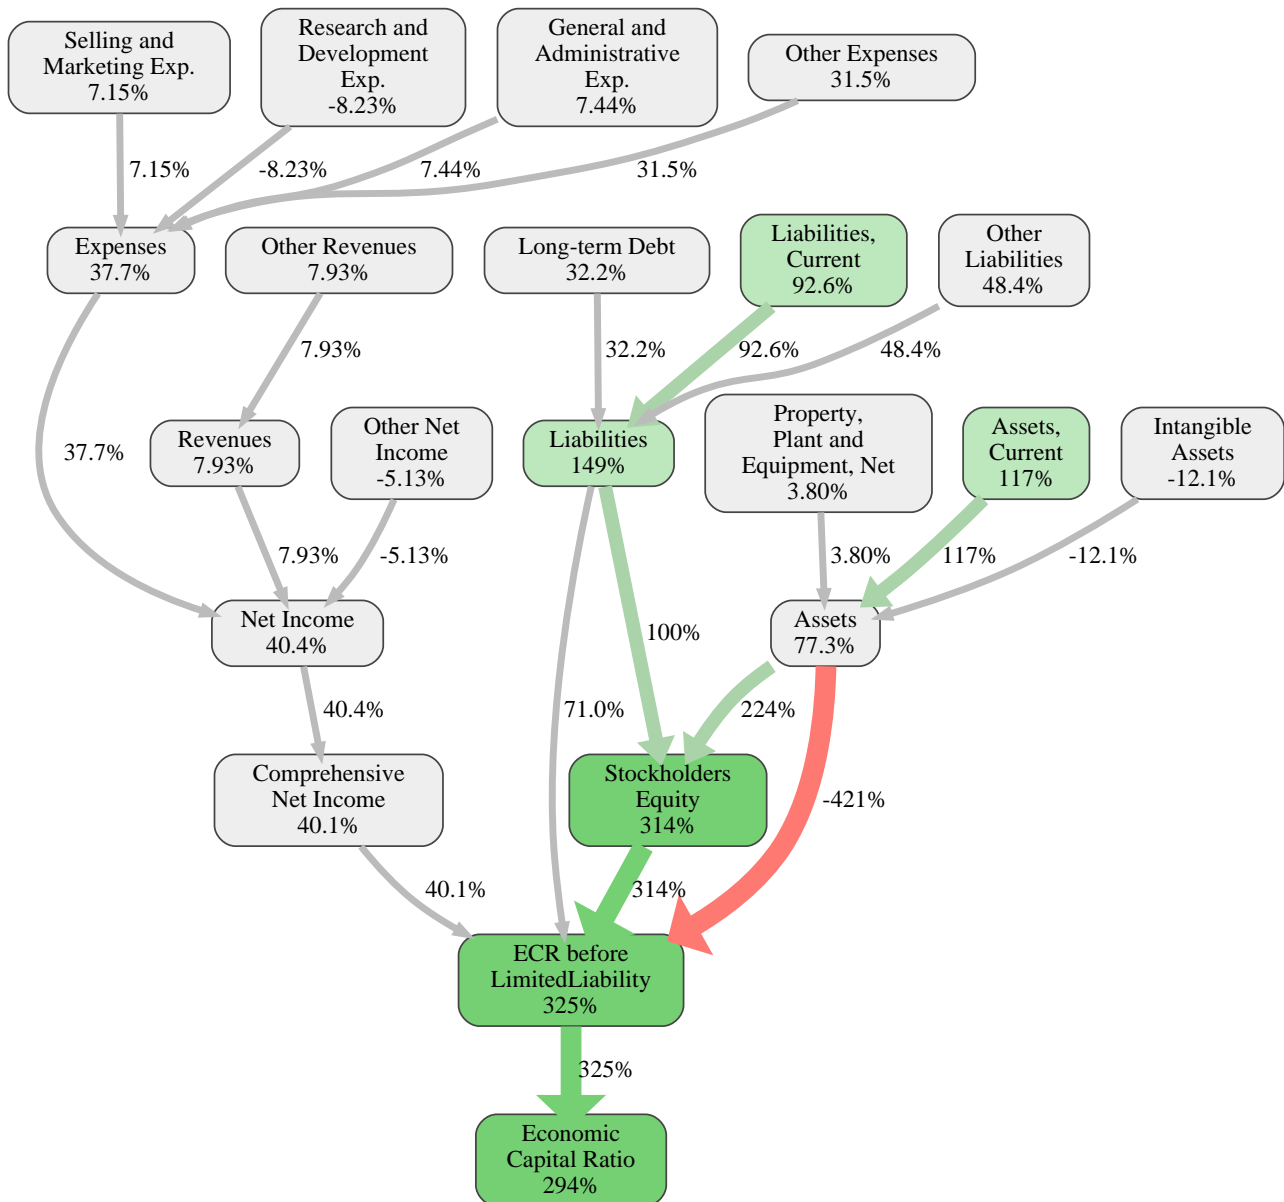 Selling and
Marketing Exp.
7.15%
Research and
Development
Exp.
-8.23%
General and
Administrative
Exp.
7.44%
Other Expenses
31.5%
7.15%
-8.23%
7.44%
31.5%
Expenses
37.7%
Other Revenues
7.93%
Long-term Debt
32.2%
Liabilities,
Current
92.6%
Other
Liabilities
48.4%
7.93%
32.2%
92.6%
48.4%
37.7%
Revenues
7.93%
Other Net
Income
-5.13%
Liabilities
149%
Property,
Plant and
Equipment, Net
3.80%
Assets,
Current
117%
Intangible
Assets
-12.1%
7.93%
-5.13%
3.80%
117%
-12.1%
Net Income
40.4%
100%
Assets
77.3%
40.4%
71.0%
224%
-421%
Comprehensive
Net Income
40.1%
Stockholders
Equity
314%
40.1%
314%
ECR before
LimitedLiability
325%
325%
Economic
Capital Ratio
294%